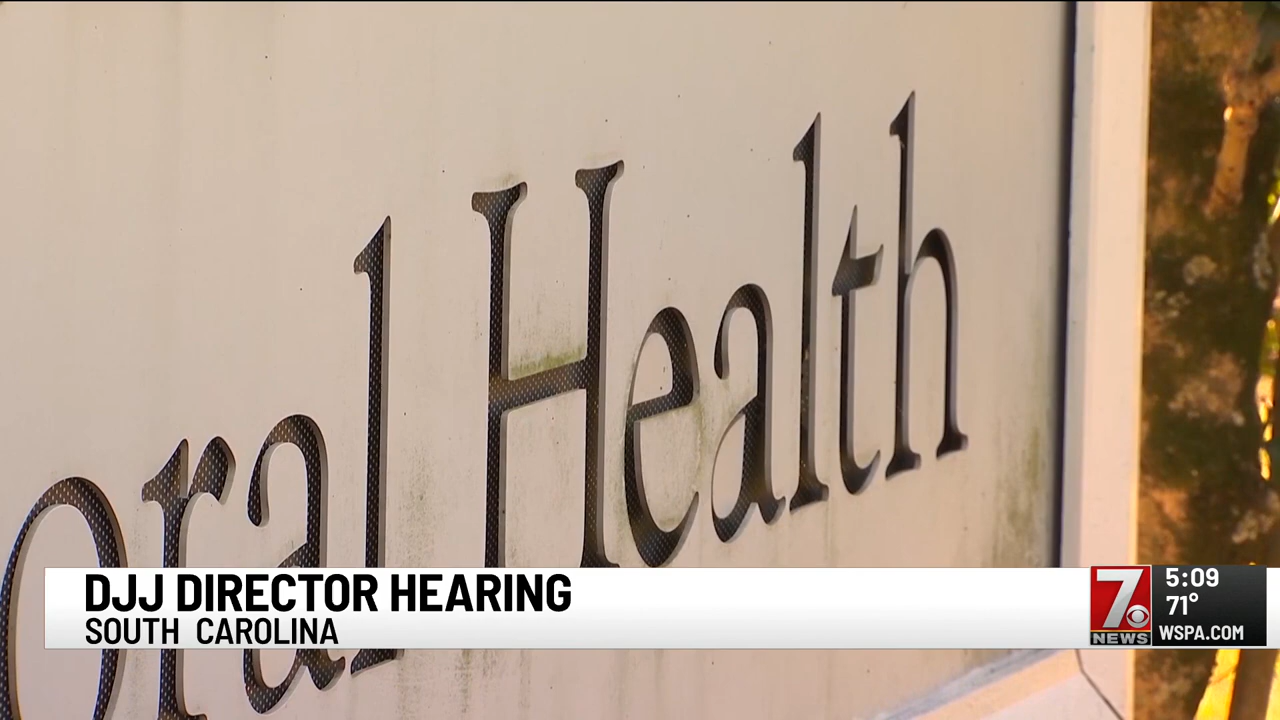 oral Health
DJJ DIRECTOR HEARING
SOUTH CAROLINA
7
NEWS
5:09
71°
WSPA.COM